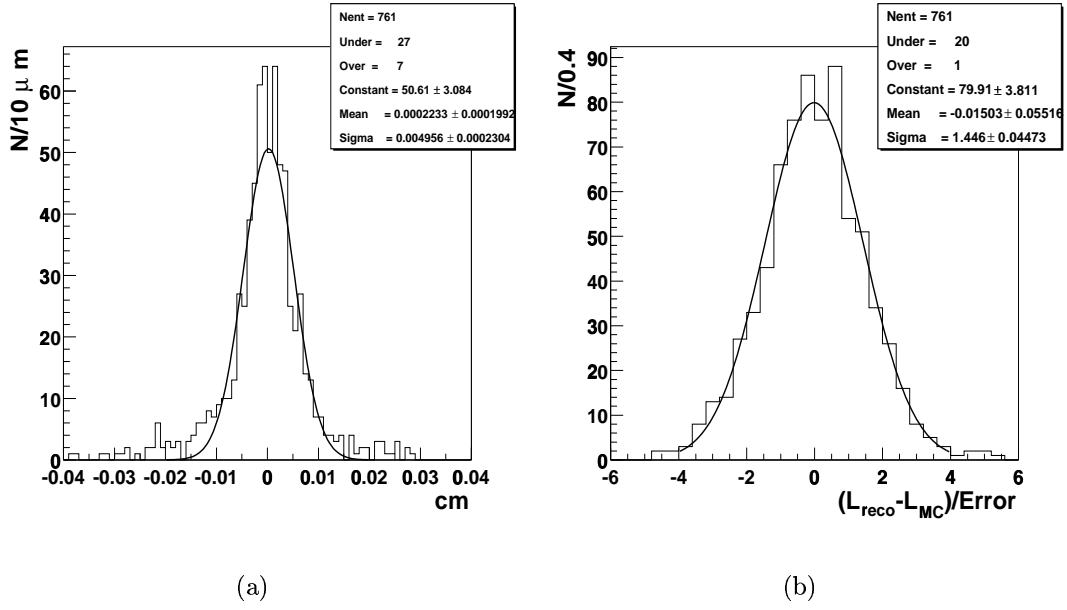 Nent = 761
Under = 27
Over = 7
Constant = 50.61 ± 3.084
Mean = 0.0002233 ± 0.0001992
Sigma = 0.004956 ± 0.0002304
N/10 μ m
60
50
40
30
20
10
0
-0.04 -0.03 -0.02 -0.01 0 0.01 0.02 0.03 0.04
cm
(a)
Nent = 761
Under = 20
Over = 1
Constant = 79.91 ± 3.811
Mean = -0.01503 ± 0.05516
Sigma = 1.446 ± 0.04473
N/0.4
90
80
70
60
50
40
30
20
10
0
-6 -4 -2 0 2 4 6
(L_reco-L_MC)/Error
(b)